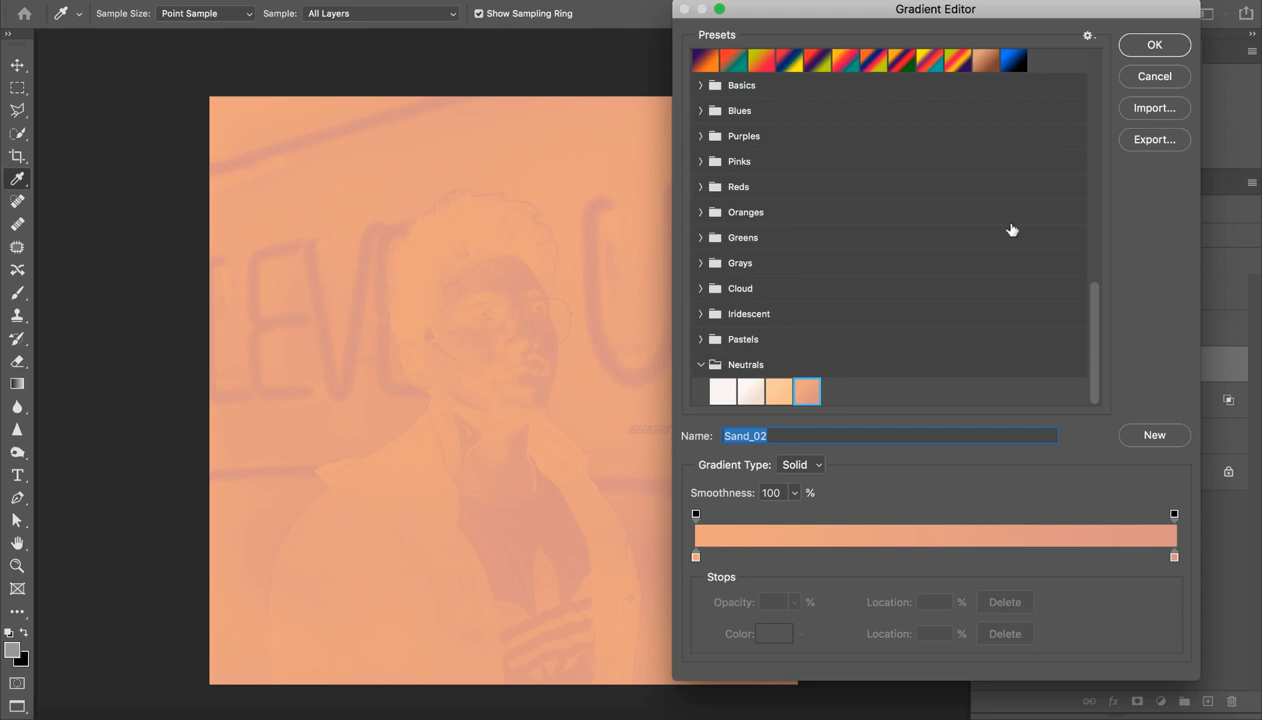 Sample Size: Point Sample Sample: All Layers Show Sampling Ring
Gradient Editor
Presets
OK
Cancel
Import...
Export...
Basics
Blues
Purples
Pinks
Reds
Oranges
Greens
Grays
Cloud
Iridescent
Pastels
Neutrals
Name: Sand_02
New
Gradient Type: Solid
Smoothness: 100 %
Stops
Opacity: % Location: % Delete
Color: Location: % Delete
fx